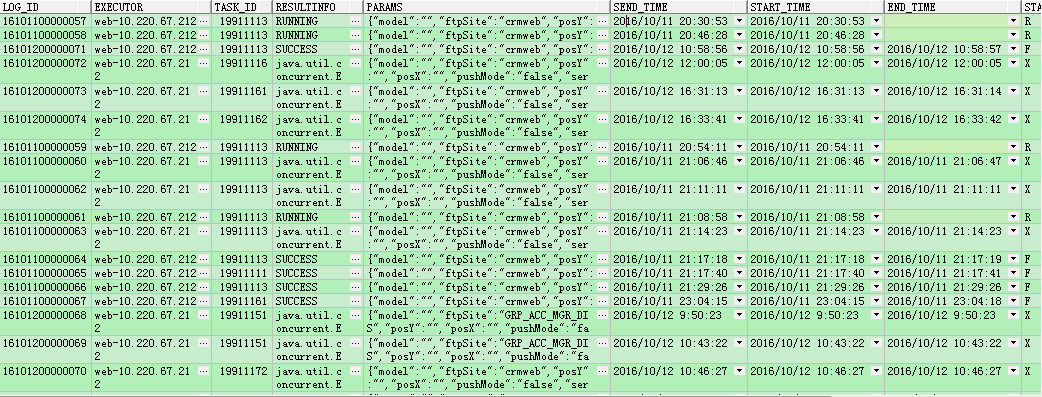 LOG_ID EXECUTOR TASK_ID RESULTINFO PARAMS SEND_TIME START_TIME END_TIME STA
16101100000057 web-10.220.67.212 ... 19911113 RUNNING ... {"model":"","ftpSite":"crmweb","posY": ... 2016/10/11 20:30:53 2016/10/11 20:30:53 R
16101100000058 web-10.220.67.212 ... 19911113 RUNNING ... {"model":"","ftpSite":"crmweb","posY": ... 2016/10/11 20:46:28 2016/10/11 20:46:28 R
16101200000071 web-10.220.67.212 ... 19911113 SUCCESS ... {"model":"","ftpSite":"crmweb","posY": ... 2016/10/12 10:58:56 2016/10/12 10:58:56 2016/10/12 10:58:57 F
16101200000072 web-10.220.67.21 ... 19911116 java.util.c ... {"model":"","ftpSite":"crmweb","posY": ... 2016/10/12 12:00:05 2016/10/12 12:00:05 2016/10/12 12:00:05 X
2 oncurrent.E :"","posX":"","pushMode":"false","ser
16101200000073 web-10.220.67.21 ... 19911161 java.util.c ... {"model":"","ftpSite":"crmweb","posY": ... 2016/10/12 16:31:13 2016/10/12 16:31:13 2016/10/12 16:31:14 X
2 oncurrent.E :"","posX":"","pushMode":"false","ser
16101200000074 web-10.220.67.21 ... 19911162 java.util.c ... {"model":"","ftpSite":"crmweb","posY": ... 2016/10/12 16:33:41 2016/10/12 16:33:41 2016/10/12 16:33:42 X
2 oncurrent.E :"","posX":"","pushMode":"false","ser
16101100000059 web-10.220.67.212 ... 19911113 RUNNING ... {"model":"","ftpSite":"crmweb","posY": ... 2016/10/11 20:54:11 2016/10/11 20:54:11 R
16101100000060 web-10.220.67.21 ... 19911113 java.util.c ... {"model":"","ftpSite":"crmweb","posY": ... 2016/10/11 21:06:46 2016/10/11 21:06:46 2016/10/11 21:06:47 X
2 oncurrent.E :"","posX":"","pushMode":"false","ser
16101100000062 web-10.220.67.21 ... 19911113 java.util.c ... {"model":"","ftpSite":"crmweb","posY": ... 2016/10/11 21:11:11 2016/10/11 21:11:11 2016/10/11 21:11:11 X
2 oncurrent.E :"","posX":"","pushMode":"false","ser
16101100000061 web-10.220.67.212 ... 19911113 RUNNING ... {"model":"","ftpSite":"crmweb","posY": ... 2016/10/11 21:08:58 2016/10/11 21:08:58 R
16101100000063 web-10.220.67.21 ... 19911113 java.util.c ... {"model":"","ftpSite":"crmweb","posY": ... 2016/10/11 21:14:23 2016/10/11 21:14:23 2016/10/11 21:14:23 X
2 oncurrent.E :"","posX":"","pushMode":"false","ser
16101100000064 web-10.220.67.212 ... 19911113 SUCCESS ... {"model":"","ftpSite":"crmweb","posY": ... 2016/10/11 21:17:18 2016/10/11 21:17:18 2016/10/11 21:17:19 F
16101100000065 web-10.220.67.212 ... 19911111 SUCCESS ... {"model":"","ftpSite":"crmweb","posY": ... 2016/10/11 21:17:40 2016/10/11 21:17:40 2016/10/11 21:17:41 F
16101100000066 web-10.220.67.212 ... 19911113 SUCCESS ... {"model":"","ftpSite":"crmweb","posY": ... 2016/10/11 21:29:26 2016/10/11 21:29:26 2016/10/11 21:29:26 F
16101100000067 web-10.220.67.212 ... 19911161 SUCCESS ... {"model":"","ftpSite":"crmweb","posY": ... 2016/10/11 23:04:15 2016/10/11 23:04:15 2016/10/11 23:04:18 F
16101200000068 web-10.220.67.21 ... 19911151 java.util.c ... {"model":"","ftpSite":"GRP_ACC_MGR_DI ... 2016/10/12 9:50:23 2016/10/12 9:50:23 2016/10/12 9:50:23 X
2 oncurrent.E S","posY":"","posX":"","pushMode":"fa
16101200000069 web-10.220.67.21 ... 19911151 java.util.c ... {"model":"","ftpSite":"GRP_ACC_MGR_DI ... 2016/10/12 10:43:22 2016/10/12 10:43:22 2016/10/12 10:43:22 X
2 oncurrent.E S","posY":"","posX":"","pushMode":"fa
16101200000070 web-10.220.67.21 ... 19911172 java.util.c ... {"model":"","ftpSite":"crmweb","posY": ... 2016/10/12 10:46:27 2016/10/12 10:46:27 2016/10/12 10:46:27 X
2 oncurrent.E :"","posX":"","pushMode":"false","ser